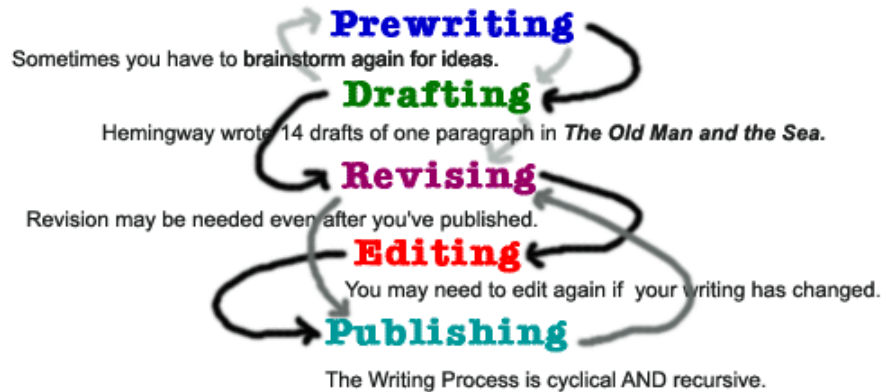 Prewriting
Sometimes you have to brainstorm again for ideas.
Drafting
Hemingway wrote 14 drafts of one paragraph in The Old Man and the Sea.
Revising
Revision may be needed even after you've published.
Editing
You may need to edit again if your writing has changed.
Publishing
The Writing Process is cyclical AND recursive.